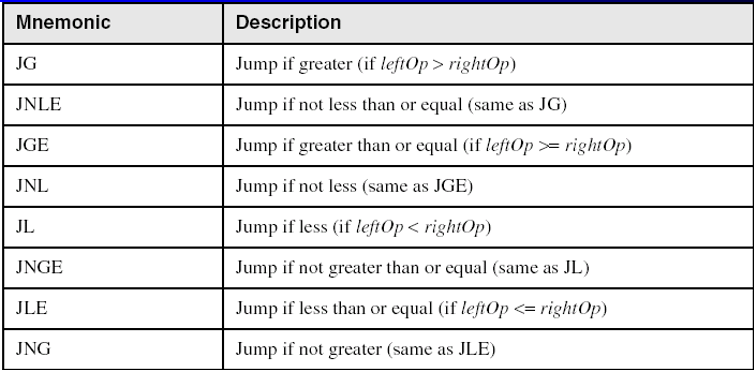 Mnemonic Description
JG Jump if greater (if leftOp > rightOp)
JNLE Jump if not less than or equal (same as JG)
JGE Jump if greater than or equal (if leftOp >= rightOp)
JNL Jump if not less (same as JGE)
JL Jump if less (if leftOp < rightOp)
JNGE Jump if not greater than or equal (same as JL)
JLE Jump if less than or equal (if leftOp <= rightOp)
JNG Jump if not greater (same as JLE)